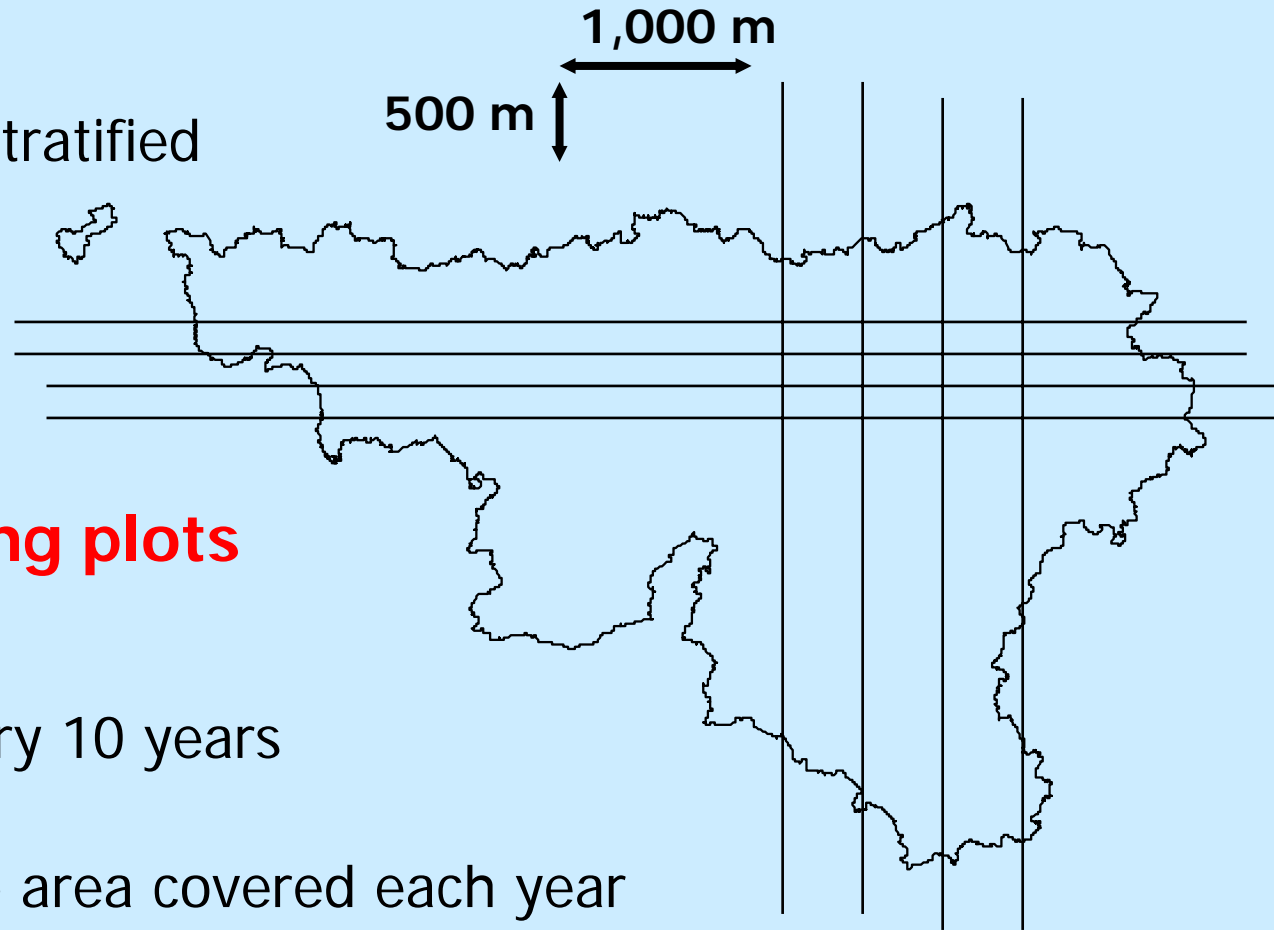 1,000 m
500 m
tratified
ng plots
ry 10 years
area covered each year